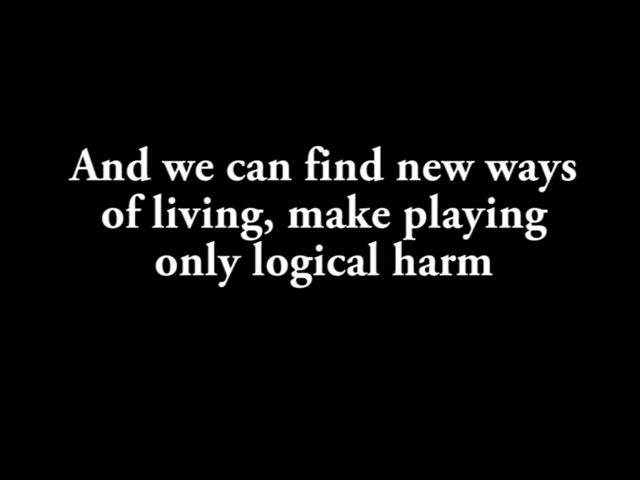 And we can find new ways
of living, make playing
only logical harm